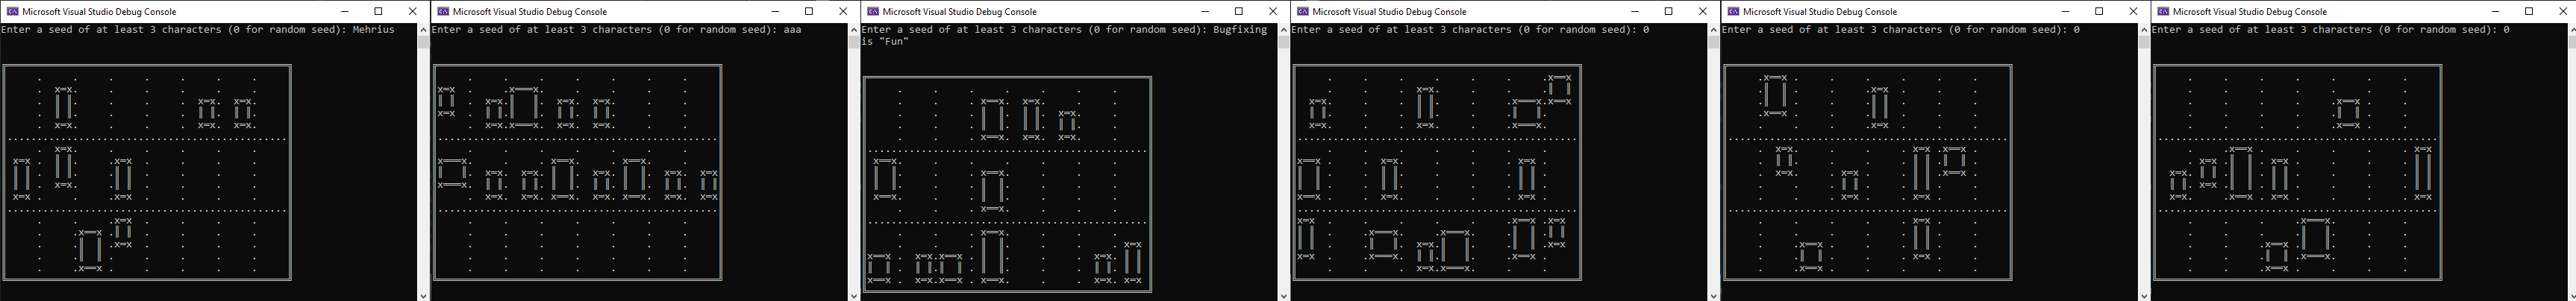 Microsoft Visual Studio Debug Console
Enter a seed of at least 3 characters (0 for random seed): Mehrius
Microsoft Visual Studio Debug Console
Enter a seed of at least 3 characters (0 for random seed): aaa
Microsoft Visual Studio Debug Console
Enter a seed of at least 3 characters (0 for random seed): Bugfixing
is "Fun"
Microsoft Visual Studio Debug Console
Enter a seed of at least 3 characters (0 for random seed): 0
Microsoft Visual Studio Debug Console
Enter a seed of at least 3 characters (0 for random seed): 0
Microsoft Visual Studio Debug Console
Enter a seed of at least 3 characters (0 for random seed): 0